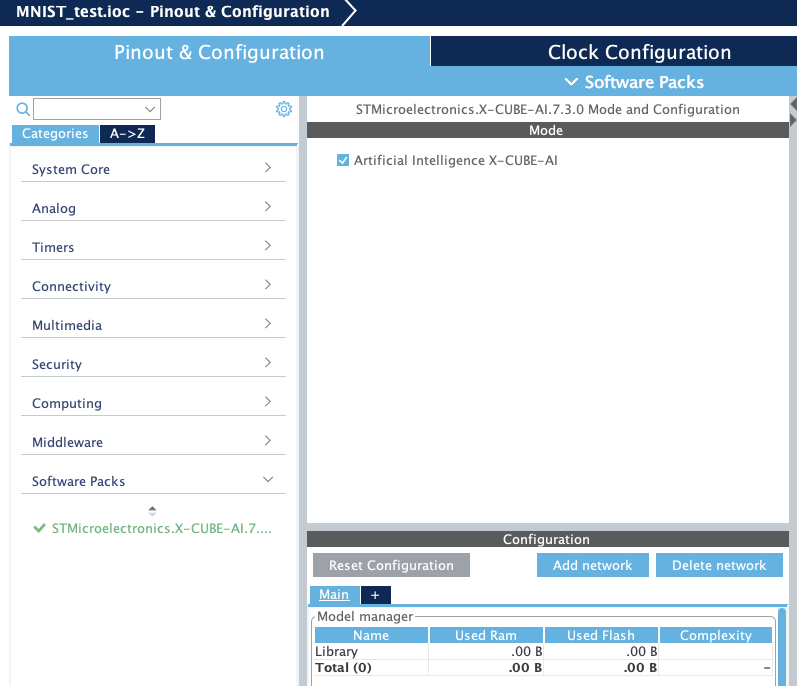 MNIST_test.ioc – Pinout & Configuration
Pinout & Configuration
Clock Configuration
Software Packs
STMicroelectronics.X-CUBE-AI.7.3.0 Mode and Configuration
Categories A->Z
Mode
Artificial Intelligence X-CUBE-AI
System Core
Analog
Timers
Connectivity
Multimedia
Security
Computing
Middleware
Software Packs
STMicroelectronics.X-CUBE-AI.7....
Configuration
Reset Configuration Add network Delete network
Main +
Model manager
Name Used Ram Used Flash Complexity
Library .00 B .00 B
Total (0) .00 B .00 B –